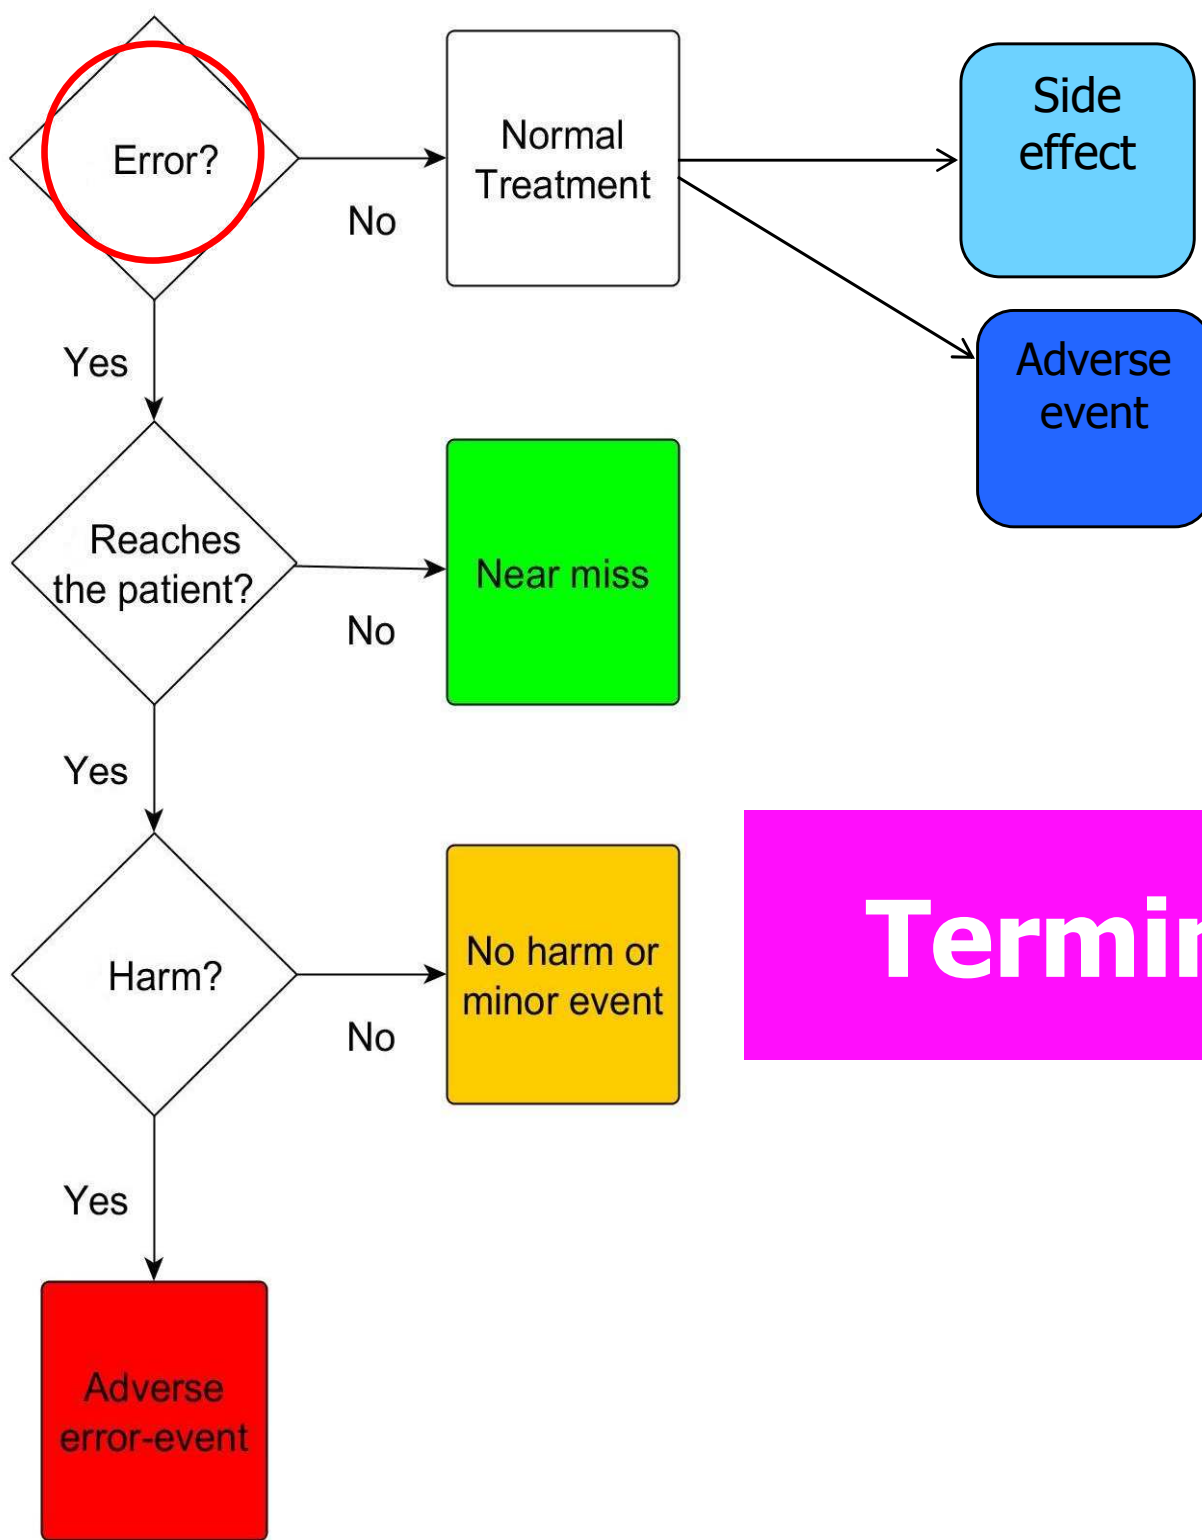 Error?
No
Normal
Treatment
Side
effect
Adverse
event
Yes
Reaches
the patient?
No
Near miss
Yes
Harm?
No
No harm or
minor event
Termin
Yes
Adverse
error-event